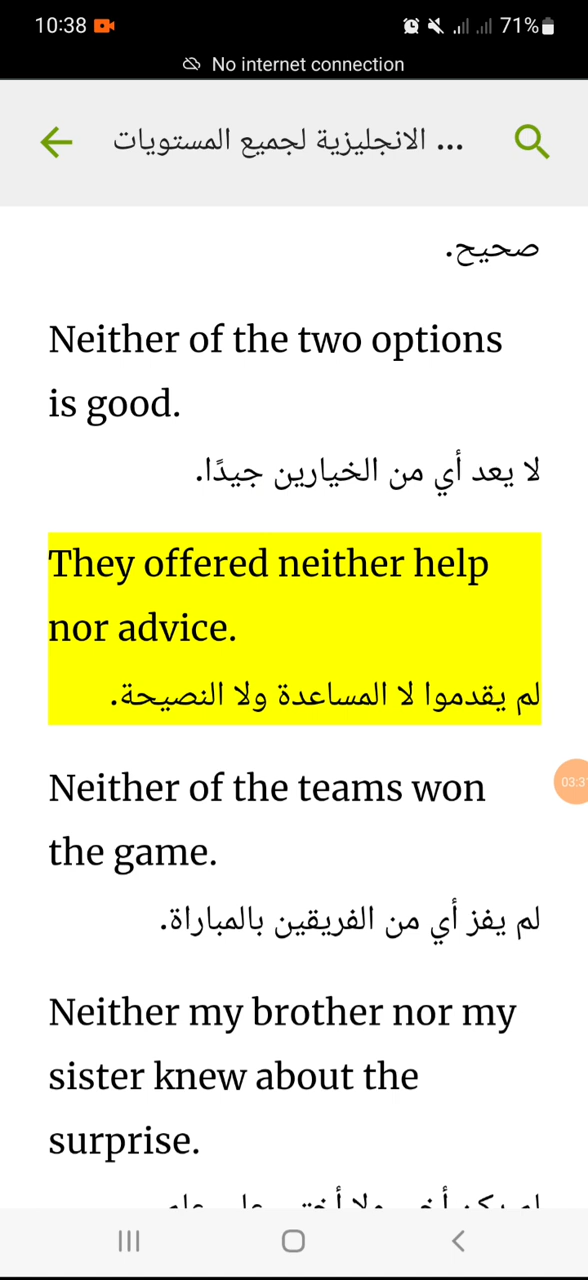 10:38
71%
No internet connection
الانجليزية لجميع المستويات ...
صحيح.
Neither of the two options
is good.
لا يعد أي من الخيارين جيدًا.
They offered neither help
nor advice.
لم يقدموا لا المساعدة ولا النصيحة.
Neither of the teams won
03:3
the game.
لم يفز أي من الفريقين بالمباراة.
Neither my brother nor my
sister knew about the
surprise.